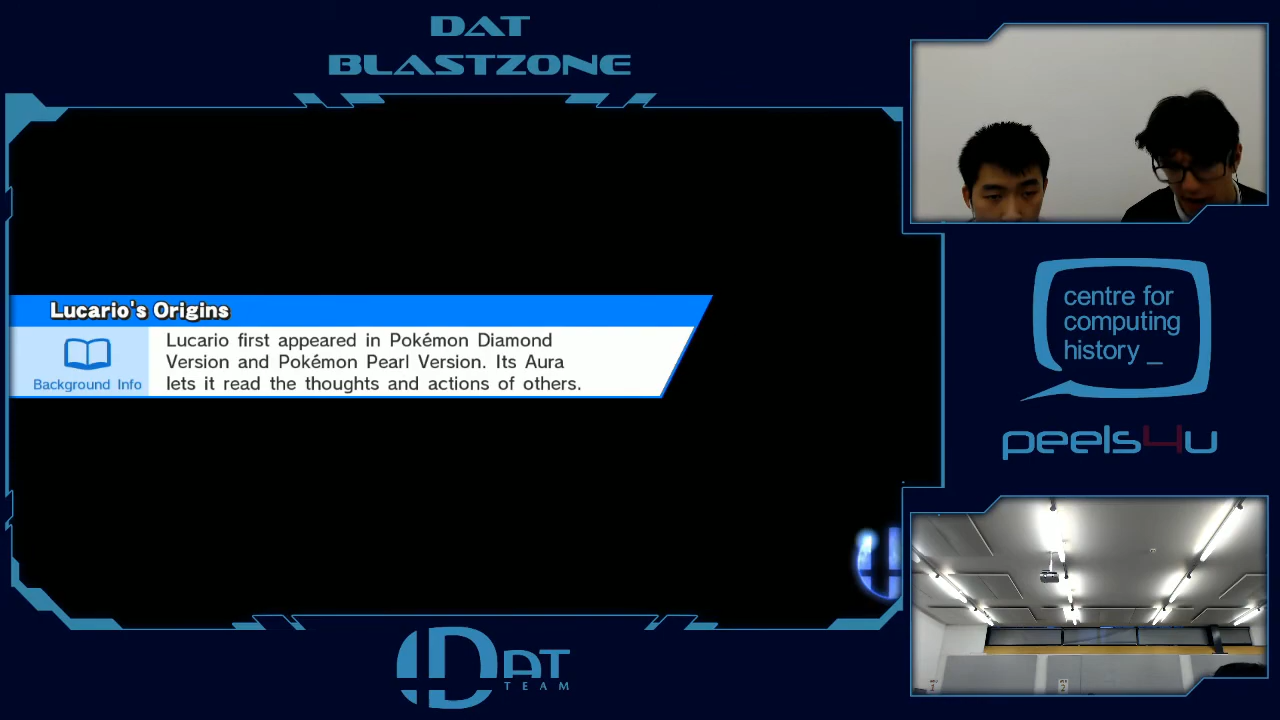 DAT
BLASTZONE
Lucario's Origins
Background Info
Lucario first appeared in Pokémon Diamond
Version and Pokémon Pearl Version. Its Aura
lets it read the thoughts and actions of others.
centre for
computing
history _
peels4u
DAT
TEAM
2